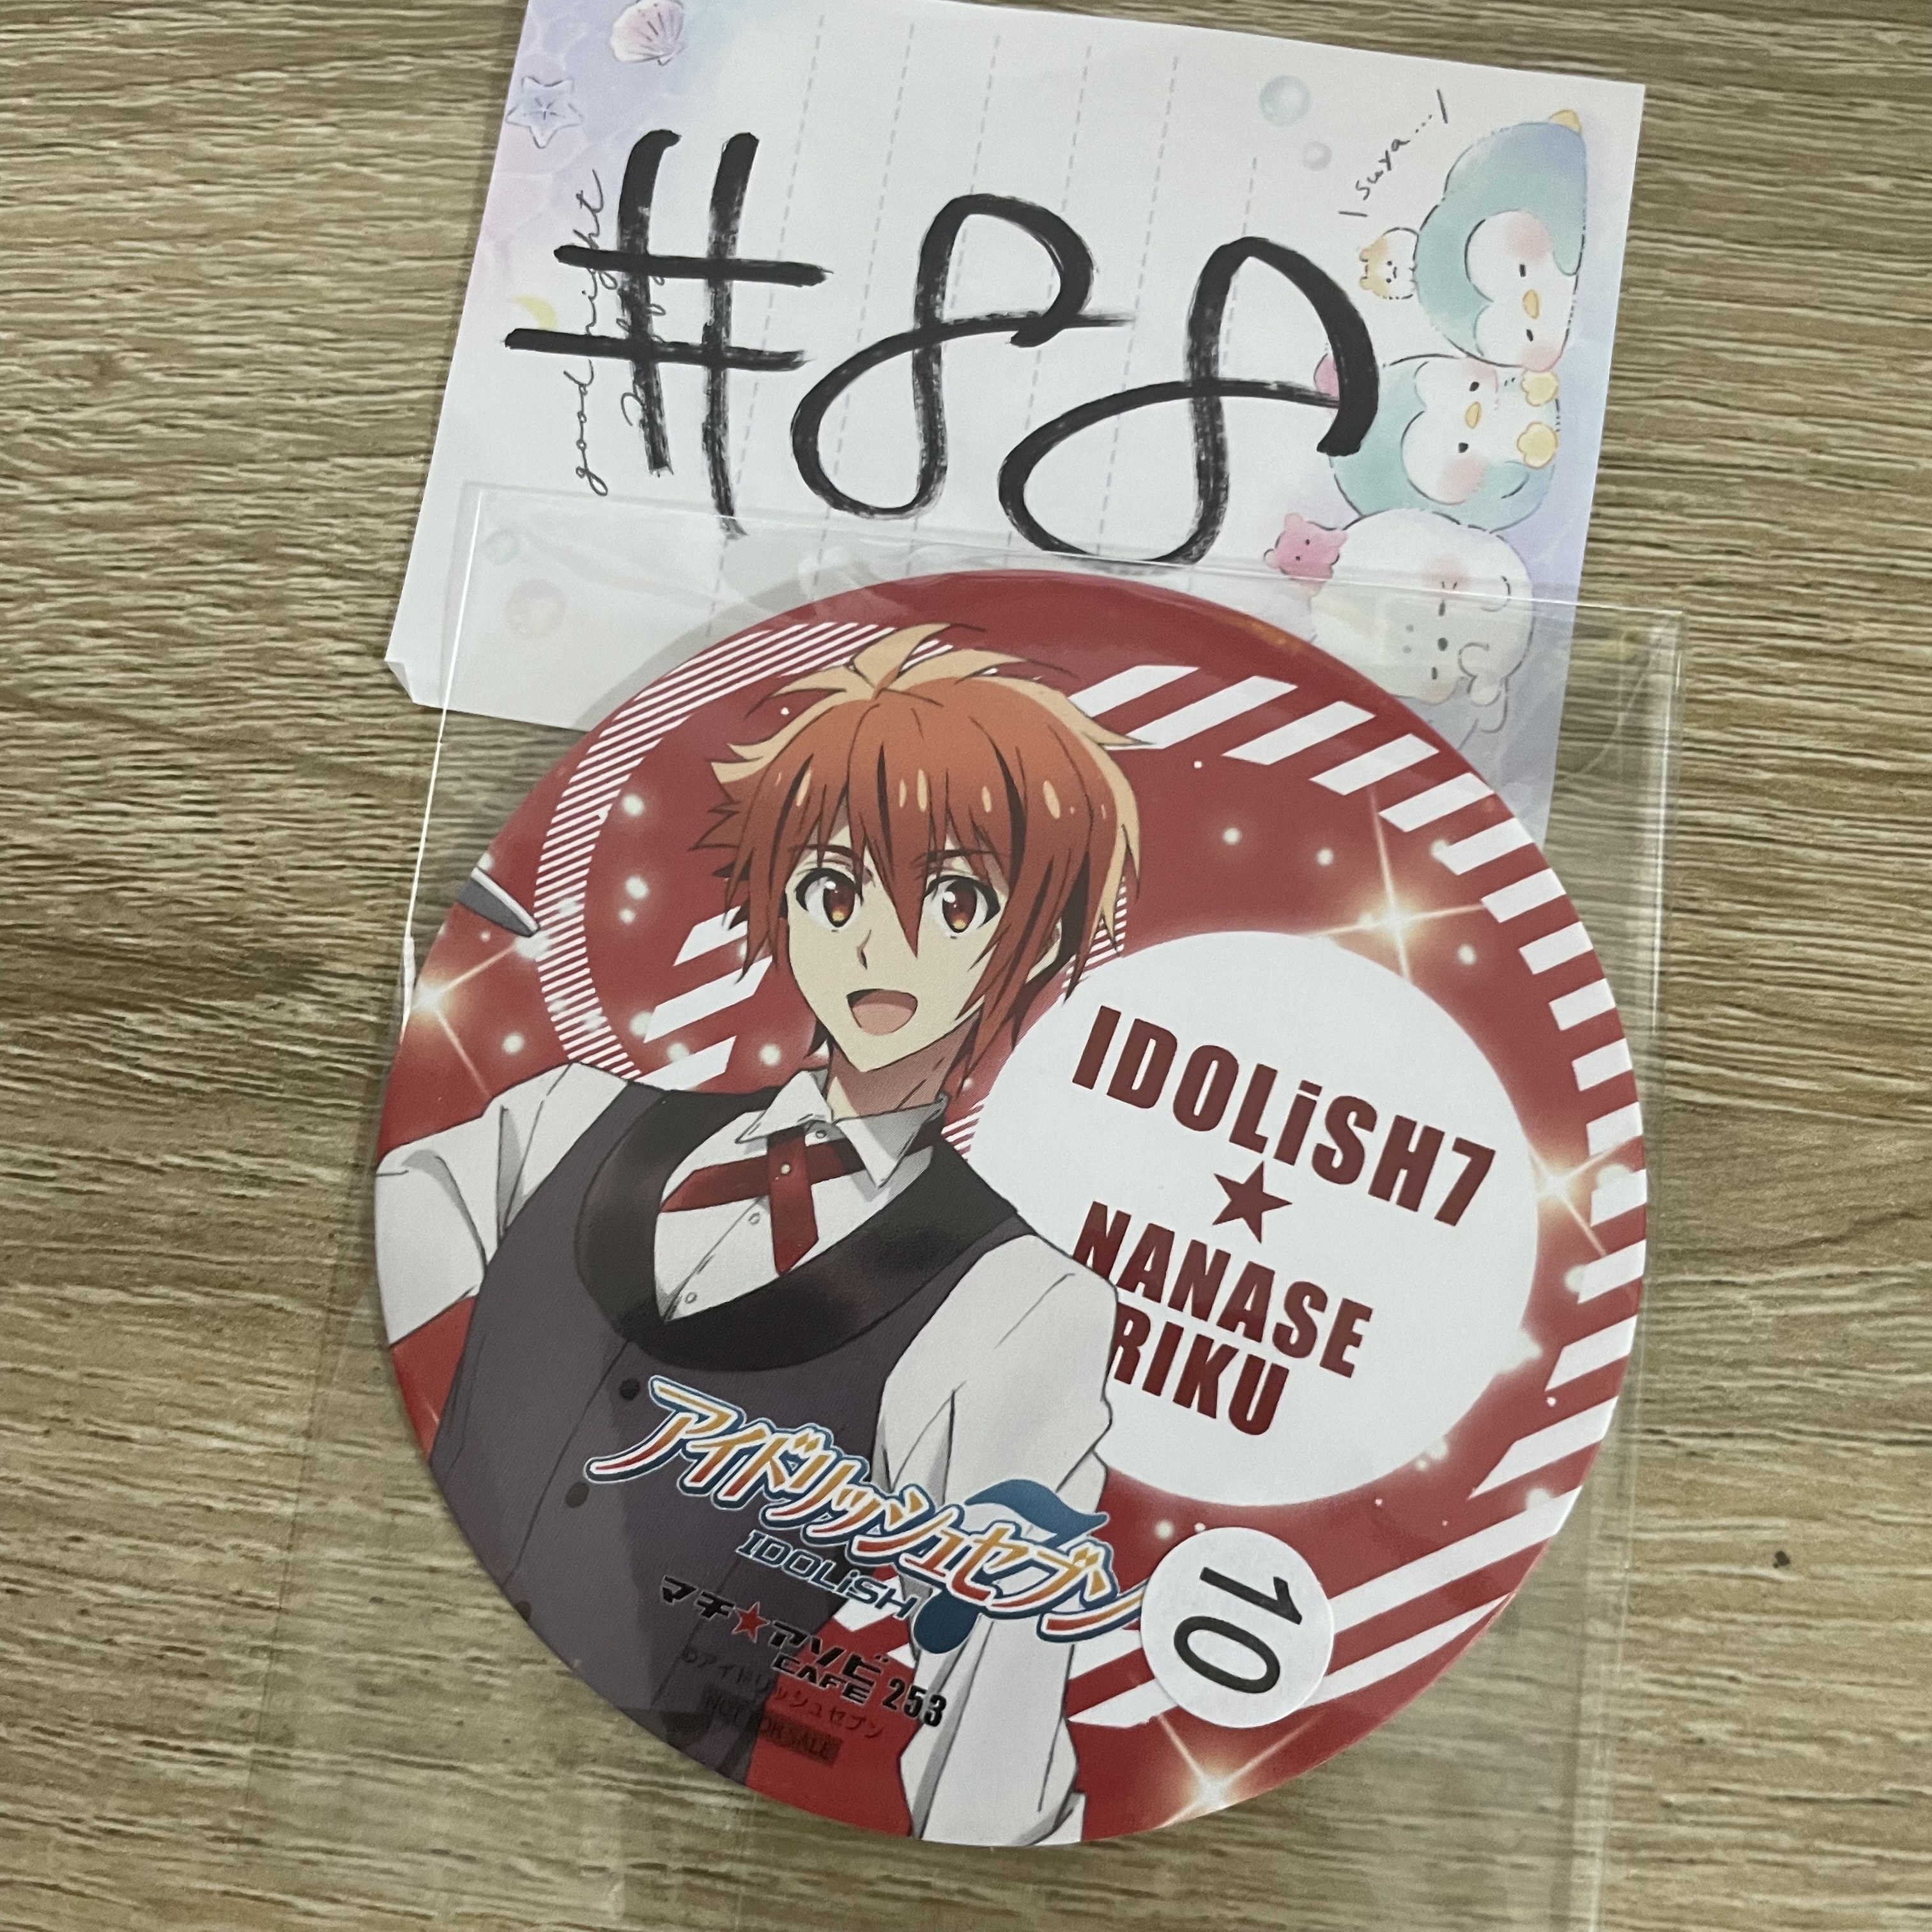 #88
good night
\suya..../
IDOLiSH7
★
NANASE
RIKU
アイドリッシュセブン
IDOLiSH7
マチ★アソビ
CAFE 253
©アイドリッシュセブン
NOT FOR SALE
10